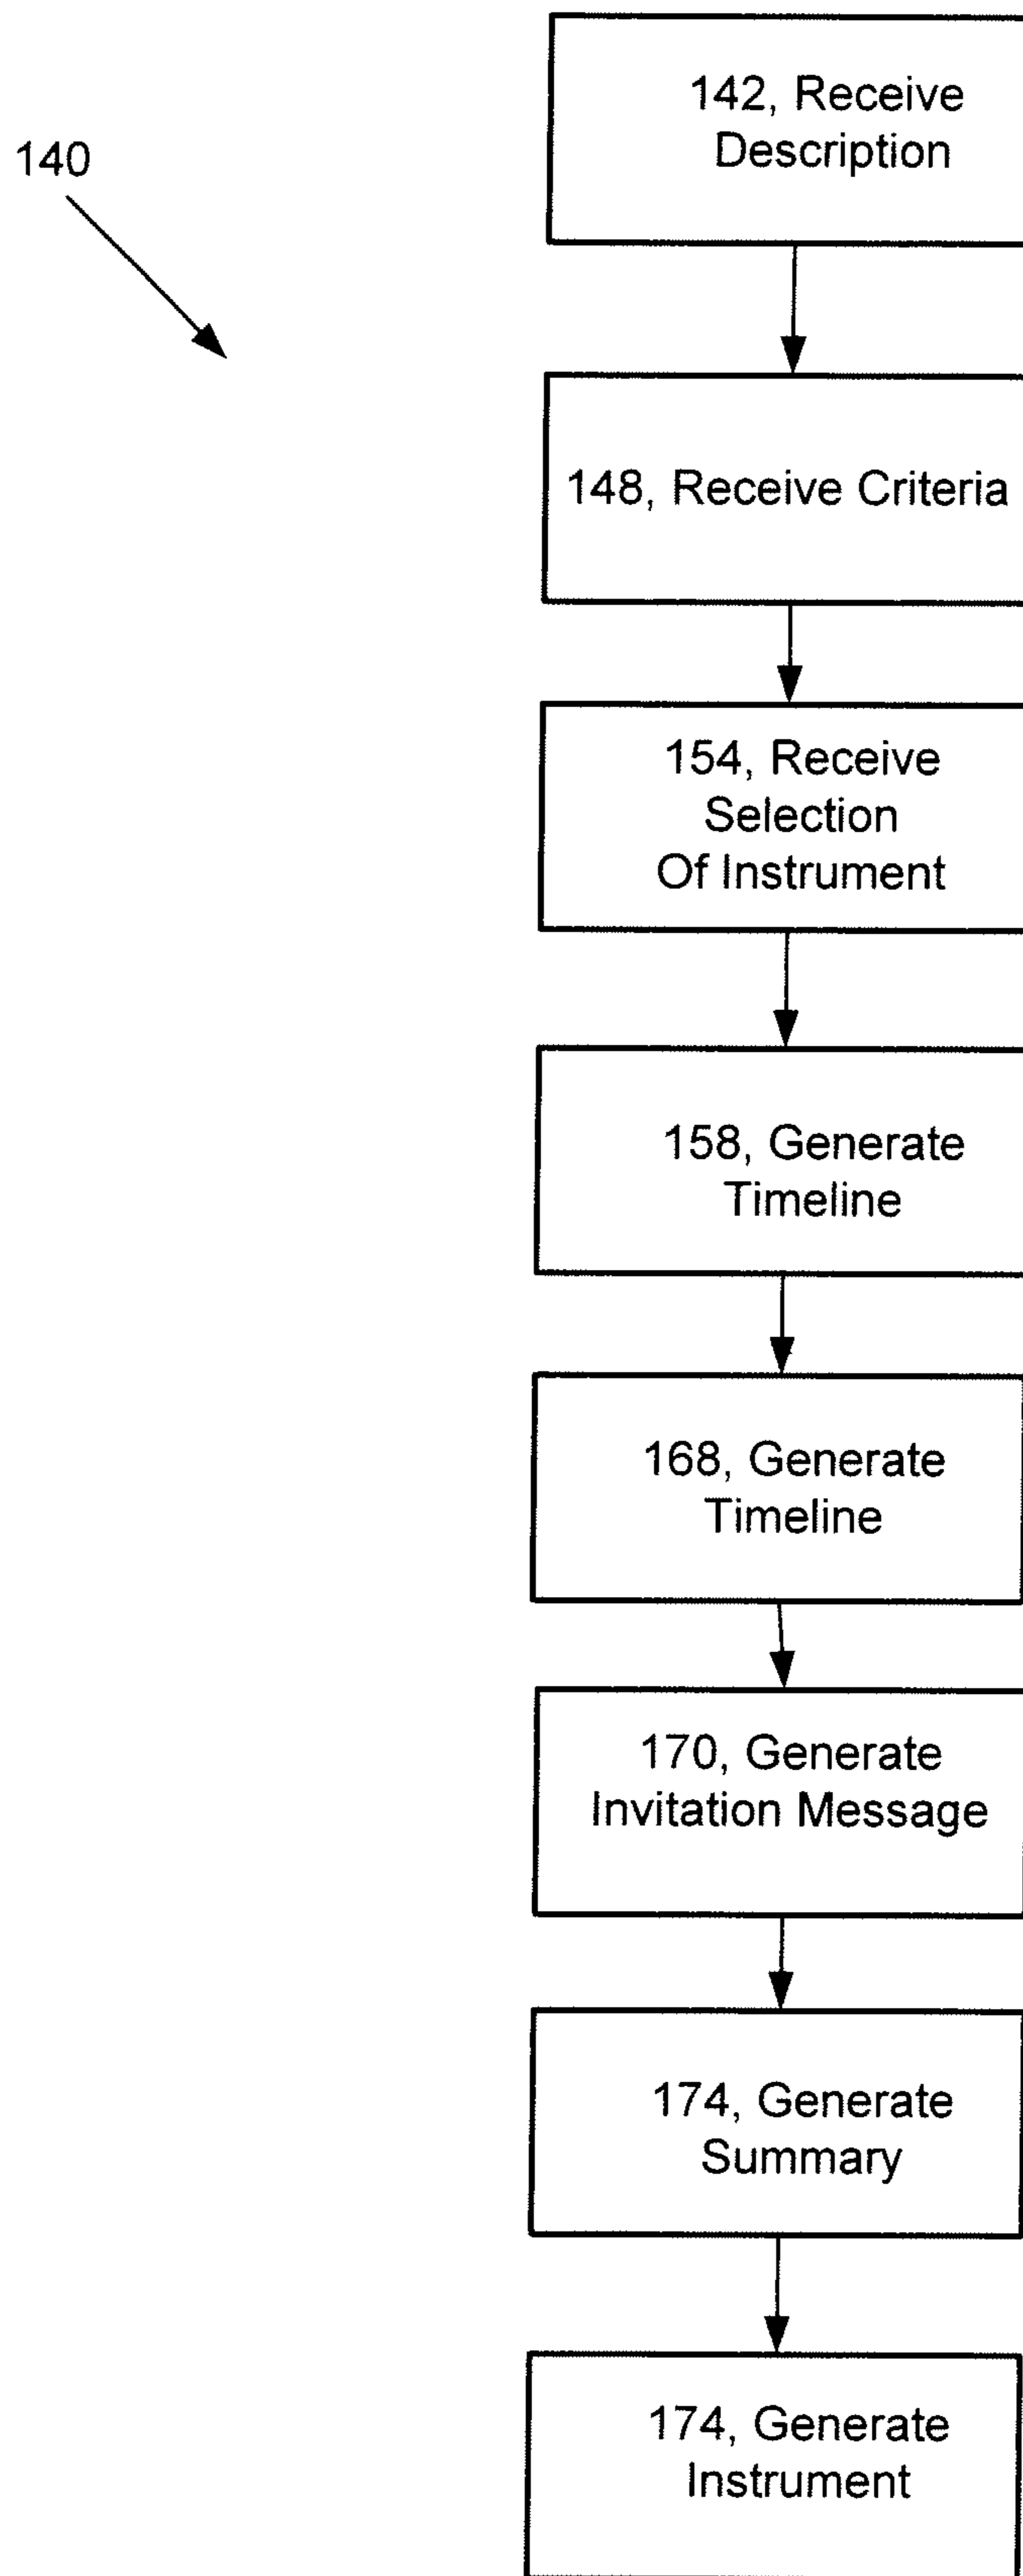 140
142, Receive
Description
148, Receive Criteria
154, Receive
Selection
Of Instrument
158, Generate
Timeline
168, Generate
Timeline
170, Generate
Invitation Message
174, Generate
Summary
174, Generate
Instrument